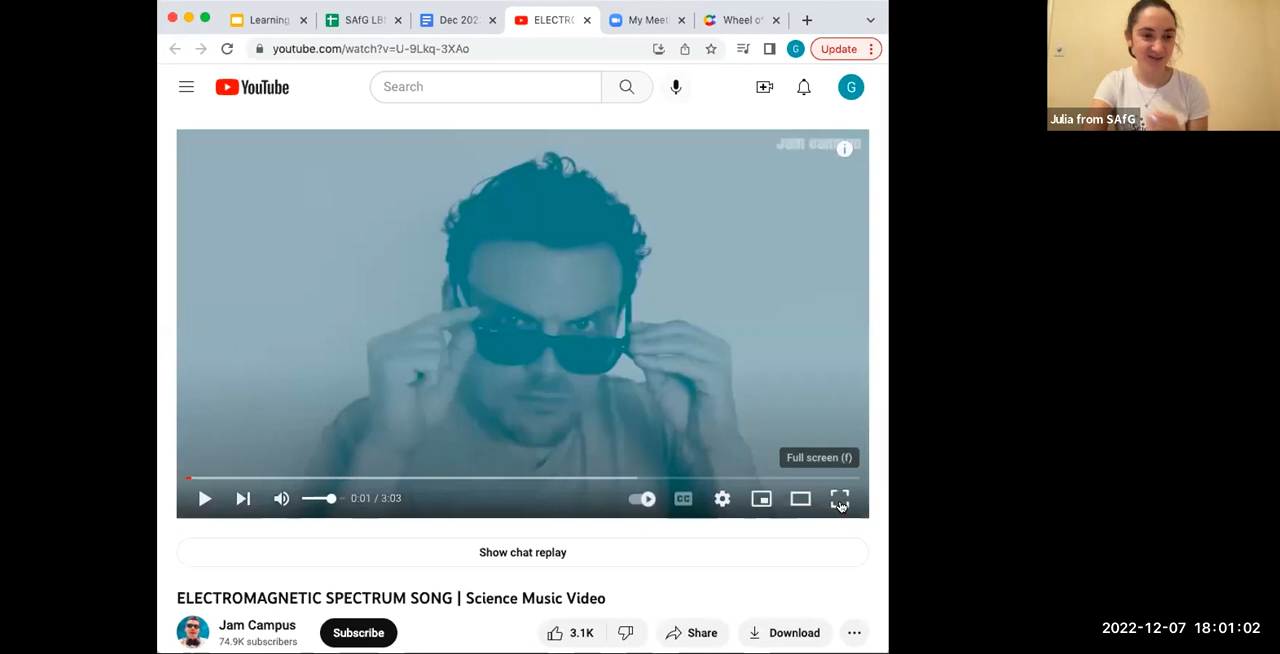 Learning
SAfG LB
Dec 202
ELECTRO
My Meet
Wheel o
youtube.com/watch?v=U-9Lkq-3XAo
G
Update
YouTube
Search
G
Julia from SAfG
Jam Campus
i
Full screen (f)
0:01 / 3:03
CC
Show chat replay
ELECTROMAGNETIC SPECTRUM SONG | Science Music Video
Jam Campus
74.9K subscribers
Subscribe
3.1K
Share
Download
2022-12-07 18:01:02